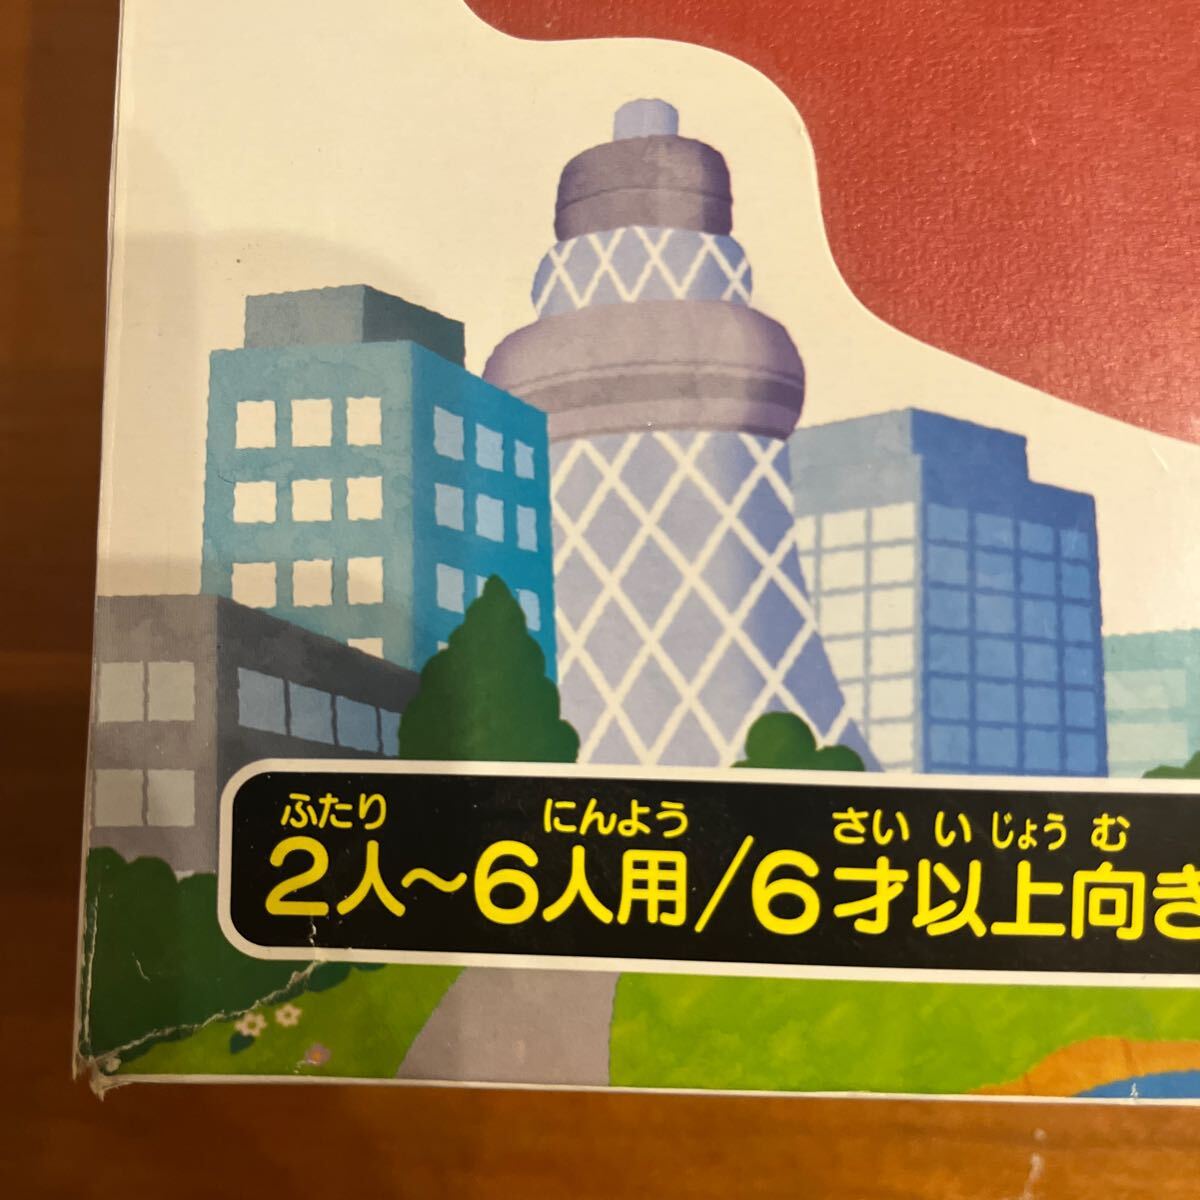 ふたり にんよう さい い じょう む
2人～6人用/6才以上向き